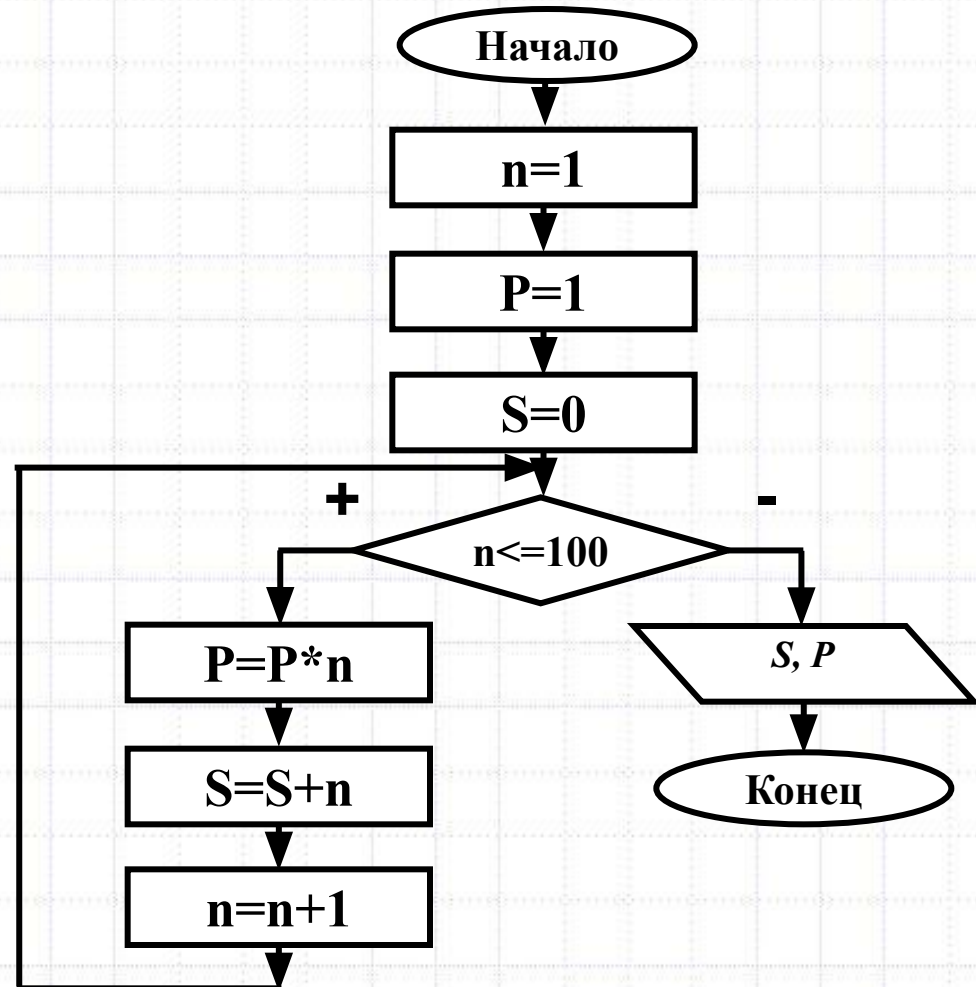 Начало
n=1
P=1
S=0
+
-
n<=100
P=P*n
S, P
S=S+n
Конец
n=n+1